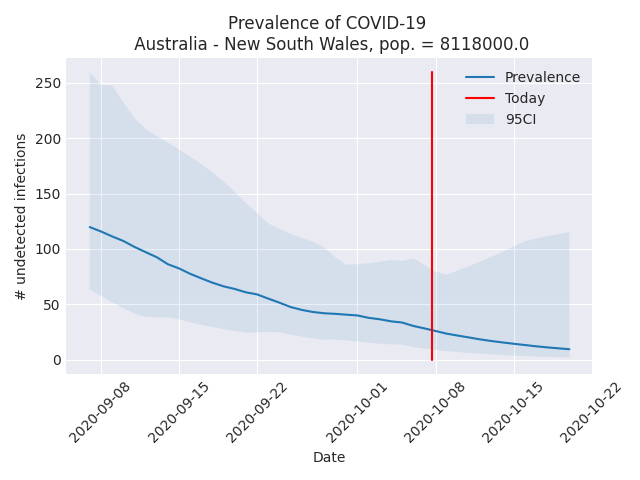 Prevalence of COVID-19
Australia - New South Wales, pop. = 8118000.0
Prevalence
Today
95CI
# undetected infections
250
200
150
100
50
0
2020-09-08
2020-09-15
2020-09-22
2020-10-01
2020-10-08
2020-10-15
2020-10-22
Date